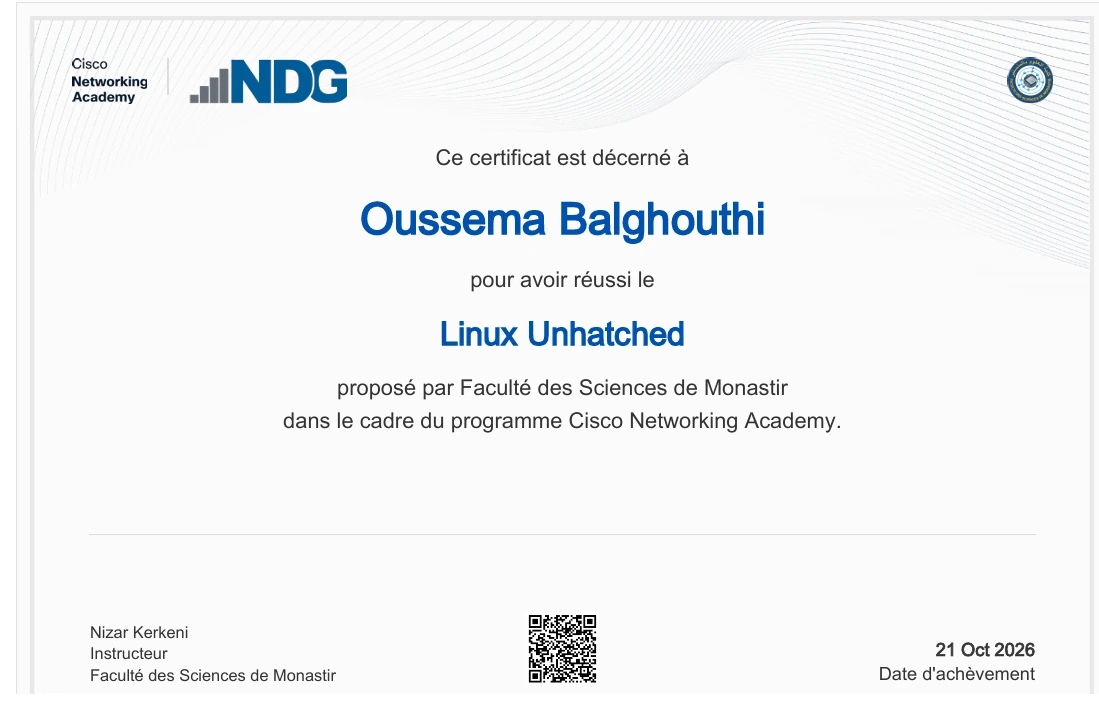 Cisco
Networking
Academy
NDG
Ce certificat est décerné à
Oussema Balghouthi
pour avoir réussi le
Linux Unhatched
proposé par Faculté des Sciences de Monastir
dans le cadre du programme Cisco Networking Academy.
Nizar Kerkeni
Instructeur
Faculté des Sciences de Monastir
21 Oct 2026
Date d'achèvement